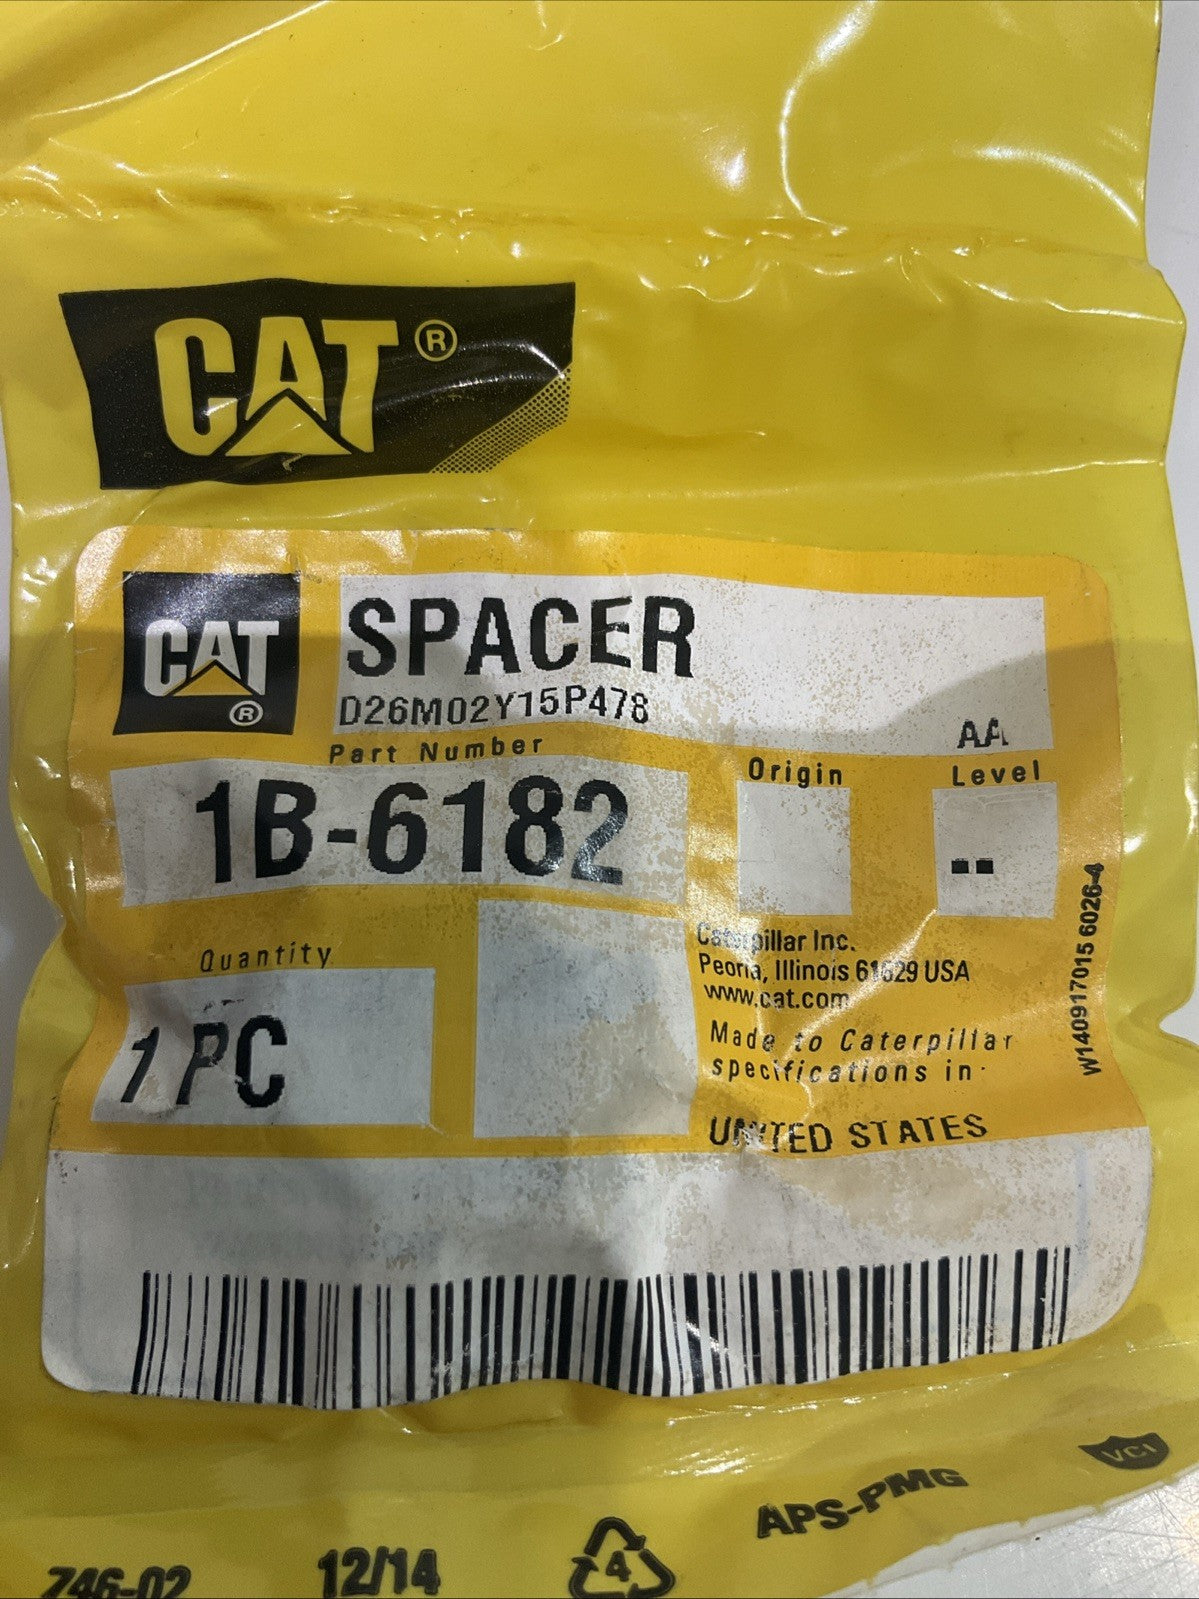 CAT®
CAT®
SPACER
D26M02Y15P478
AA
Part Number
Origin
Level
1B-6182
--
Quantity
1 PC
Caterpillar Inc.
Peoria, Illinois 61629 USA
www.cat.com
Made to Caterpillar
specifications in:
UNITED STATES
W140917015 6026-4
VCI
APS-PMG
746-02
12/14
4